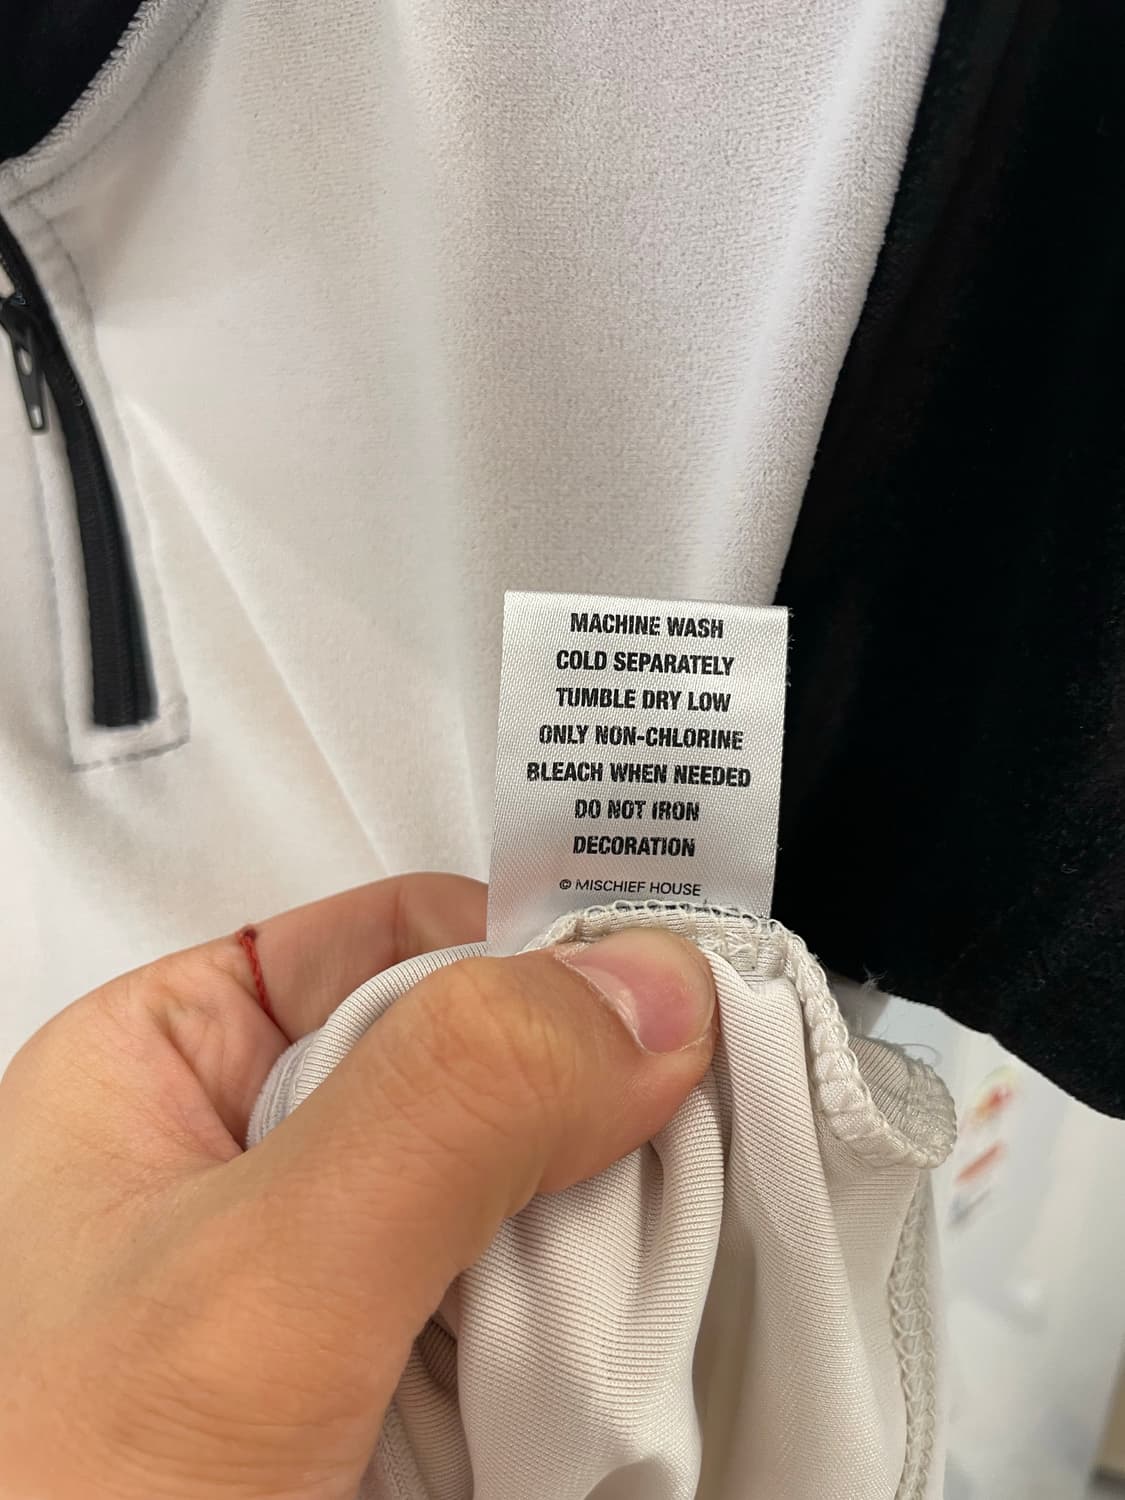 MACHINE WASH
COLD SEPARATELY
TUMBLE DRY LOW
ONLY NON-CHLORINE
BLEACH WHEN NEEDED
DO NOT IRON
DECORATION
© MISCHIEF HOUSE